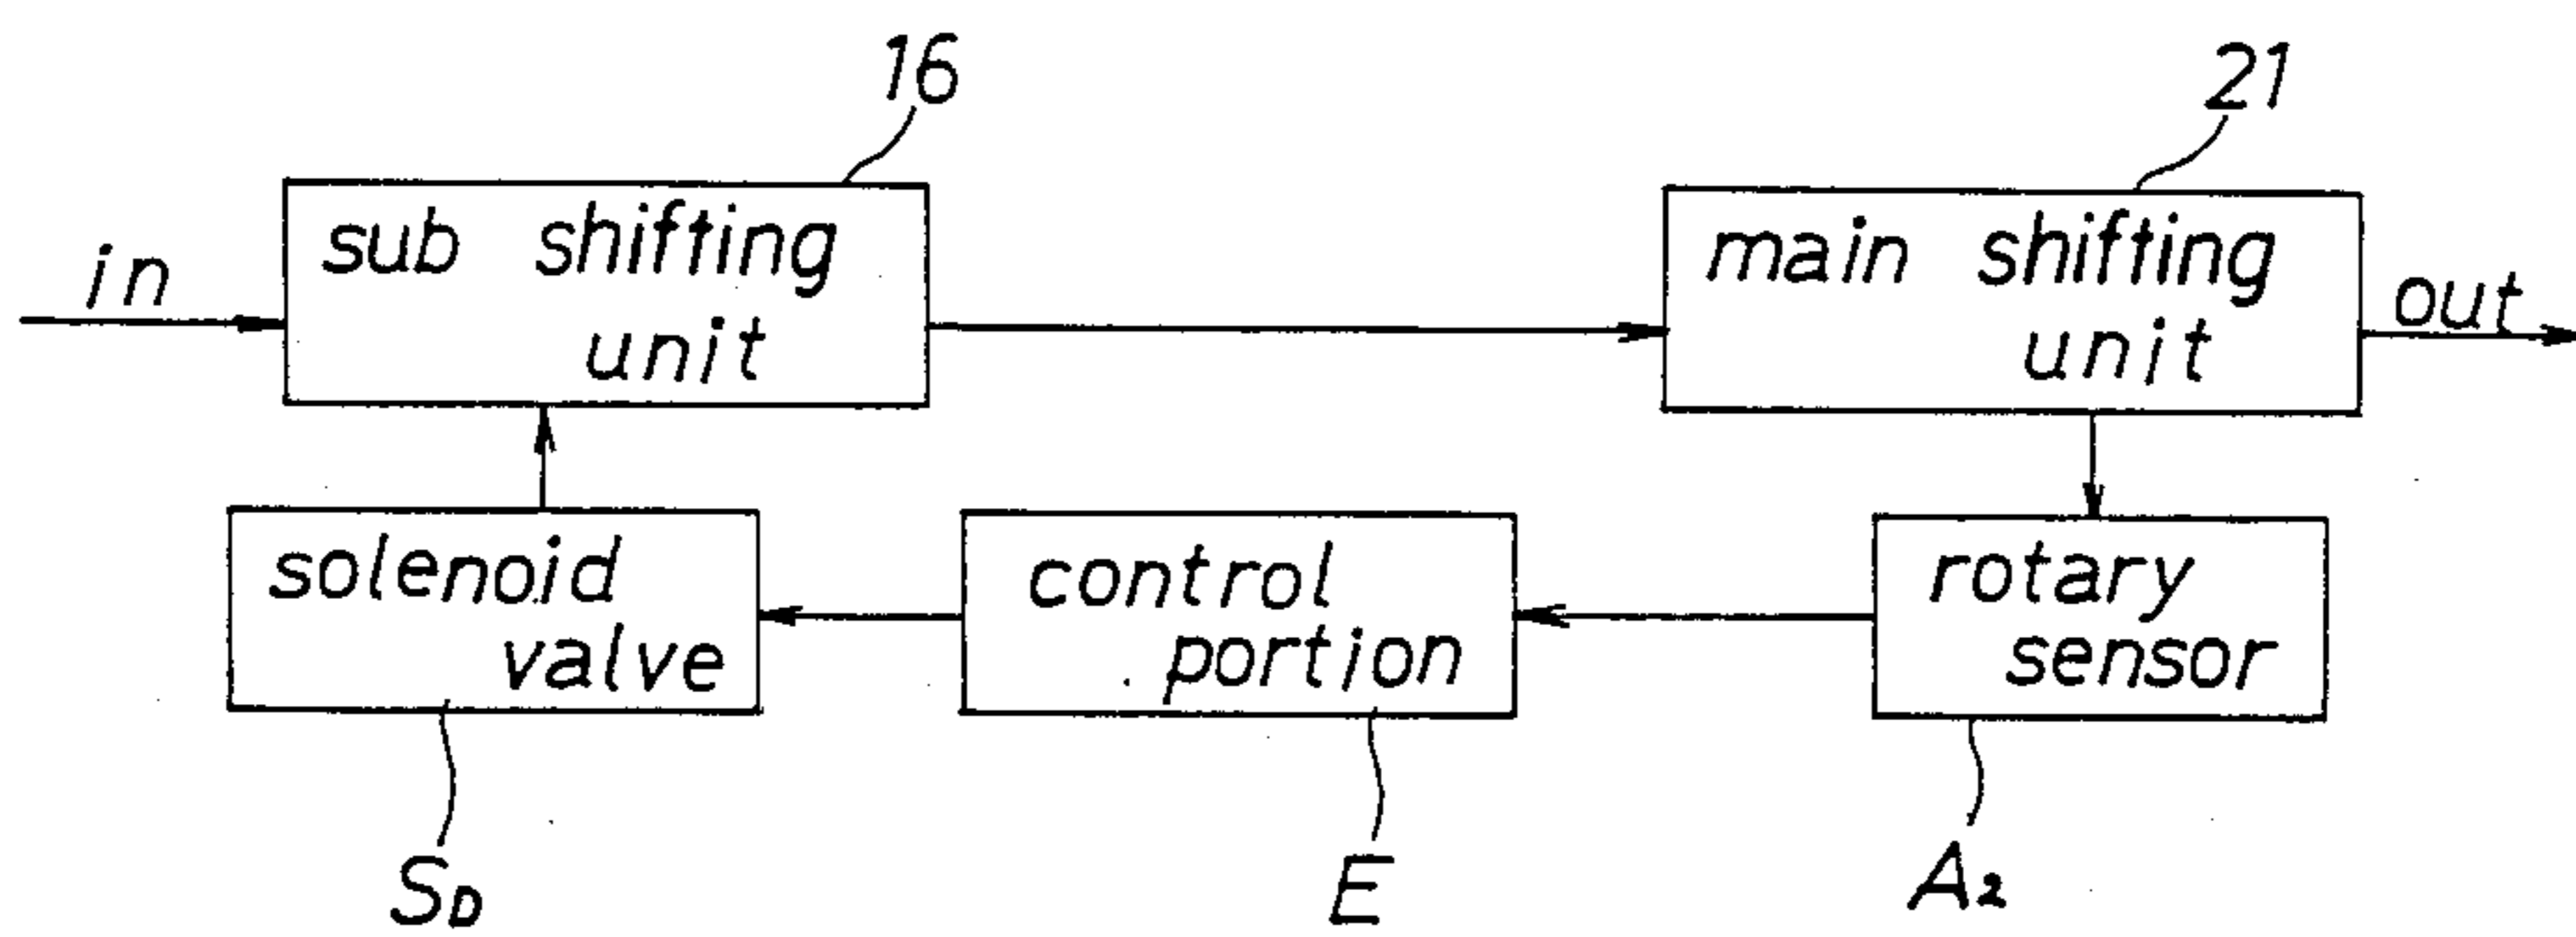 16
21
in
sub shifting
unit
main shifting
unit
out
solenoid
valve
control
portion
rotary
sensor
SD
E
A2